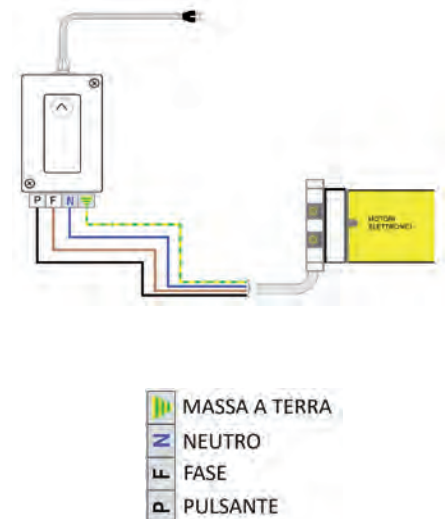 P F N
MOTORI
ELETTRONICI
MASSA A TERRA
N NEUTRO
F FASE
P PULSANTE